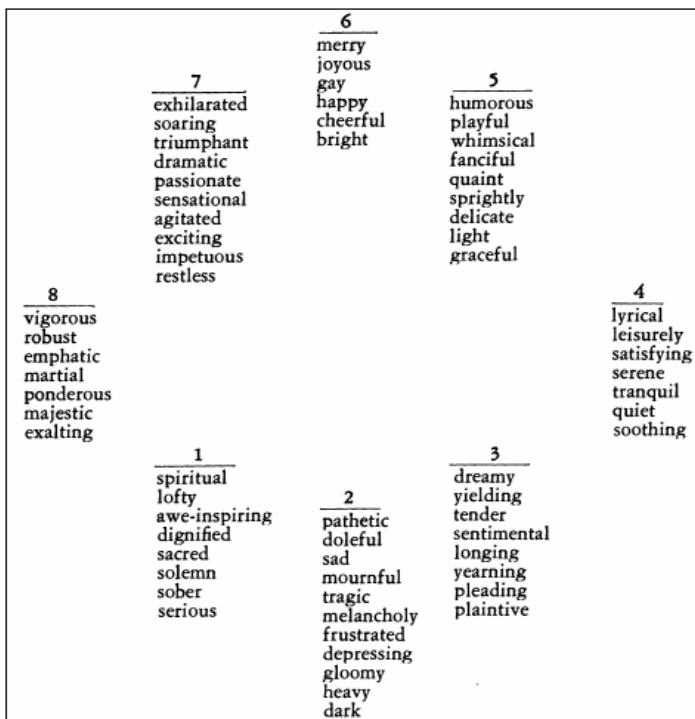 6
merry
joyous
gay
happy
cheerful
bright
7
exhilarated
soaring
triumphant
dramatic
passionate
sensational
agitated
exciting
impetuous
restless
5
humorous
playful
whimsical
fanciful
quaint
sprightly
delicate
light
graceful
8
vigorous
robust
emphatic
martial
ponderous
majestic
exalting
4
lyrical
leisurely
satisfying
serene
tranquil
quiet
soothing
1
spiritual
lofty
awe-inspiring
dignified
sacred
solemn
sober
serious
2
pathetic
doleful
sad
mournful
tragic
melancholy
frustrated
depressing
gloomy
heavy
dark
3
dreamy
yielding
tender
sentimental
longing
yearning
pleading
plaintive